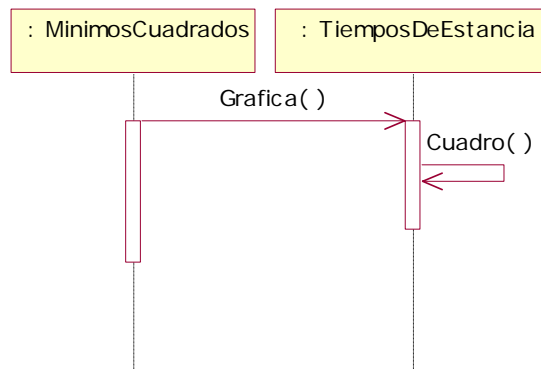 : MinimosCuadrados
: TiemposDeEstancia
Grafica( )
Cuadro( )